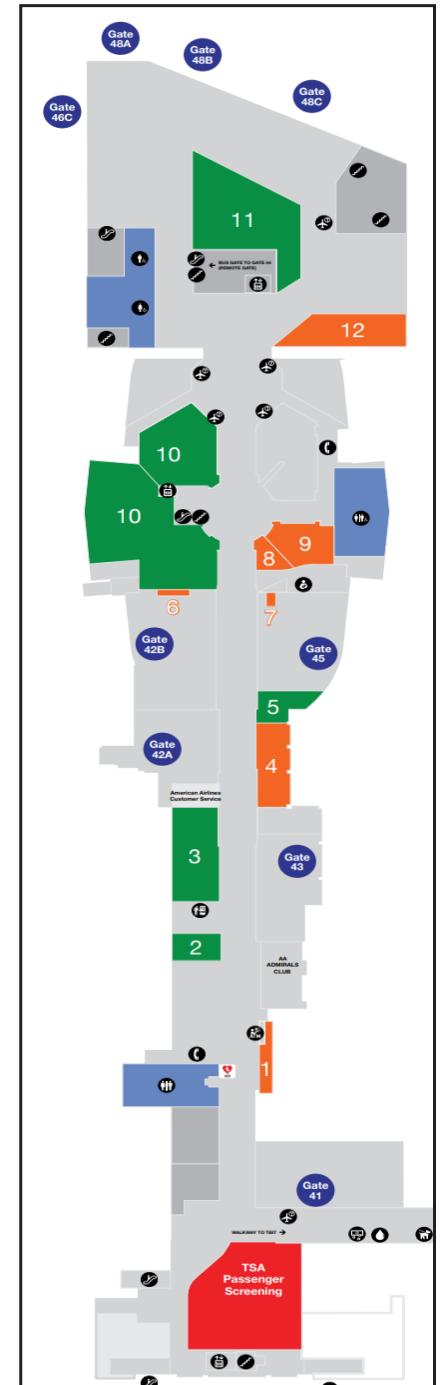 Gate
48A
Gate
48B
Gate
48C
Gate
46C
11
← BUS GATE TO GATE 44
(REMOTE GATE)
12
10
10
9
8
6
7
Gate
42B
Gate
45
5
Gate
42A
4
American Airlines
Customer Service
3
Gate
43
2
AA
ADMIRALS
CLUB
1
Gate
41
WALKWAY TO TBIT →
TSA
Passenger
Screening